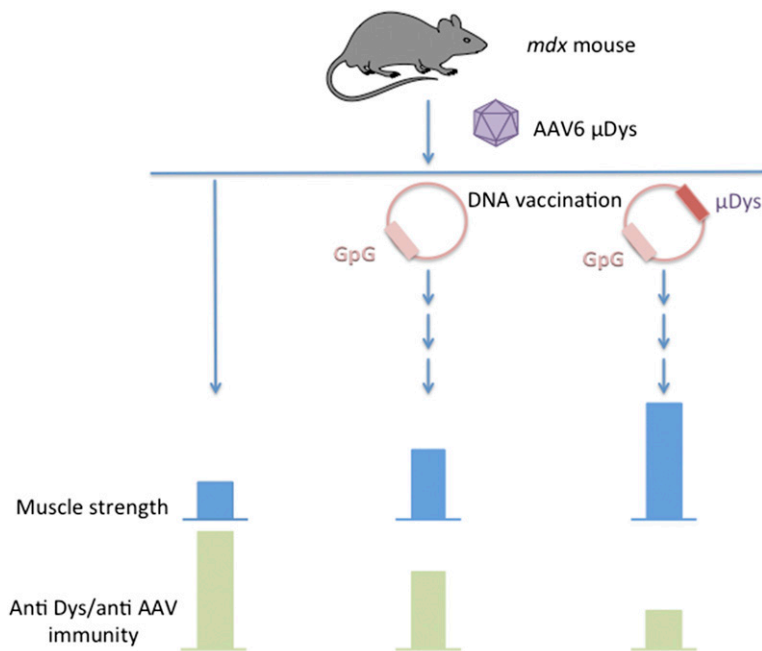 mdx mouse
AAV6 µDys
DNA vaccination
µDys
GpG
GpG
Muscle strength
Anti Dys/anti AAV
immunity